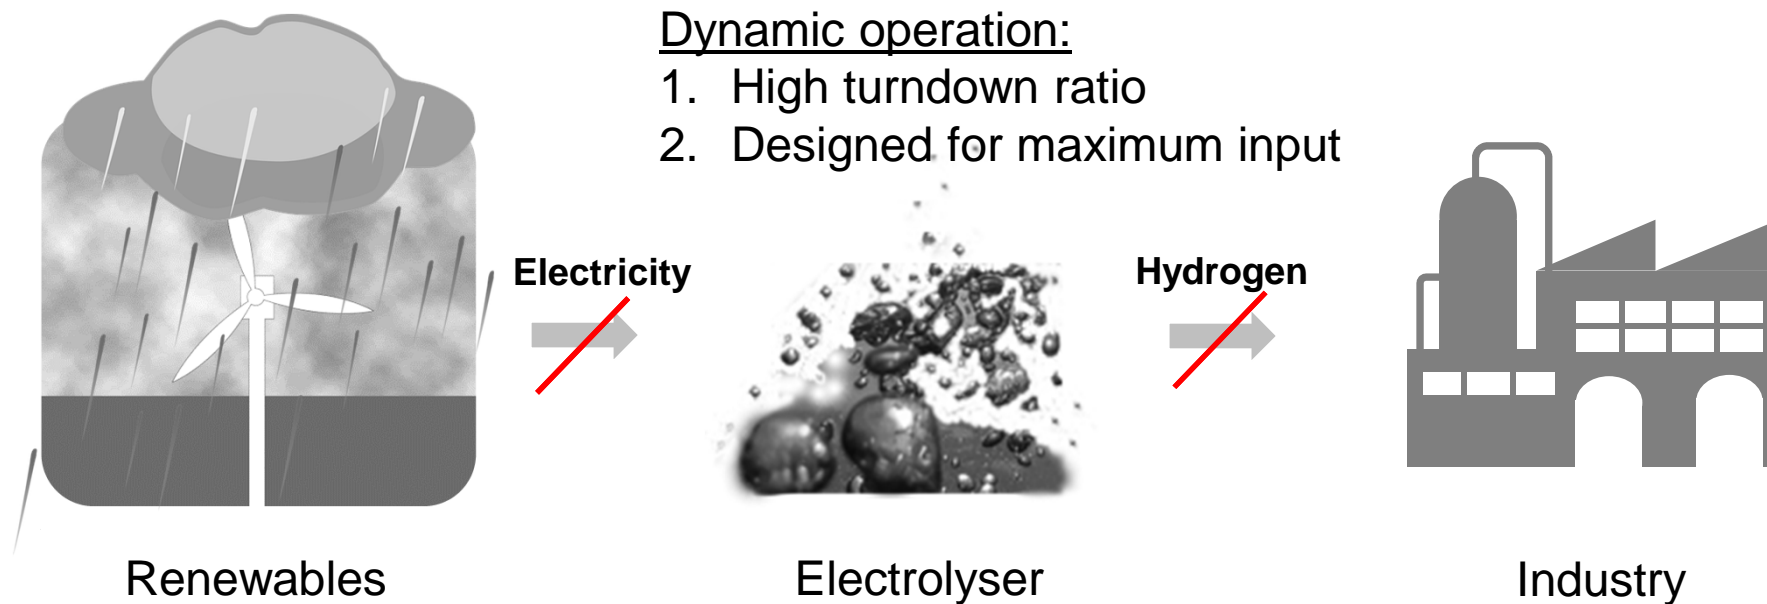 Dynamic operation:
1. High turndown ratio
2. Designed for maximum input
Electricity
Hydrogen
Renewables
Electrolyser
Industry